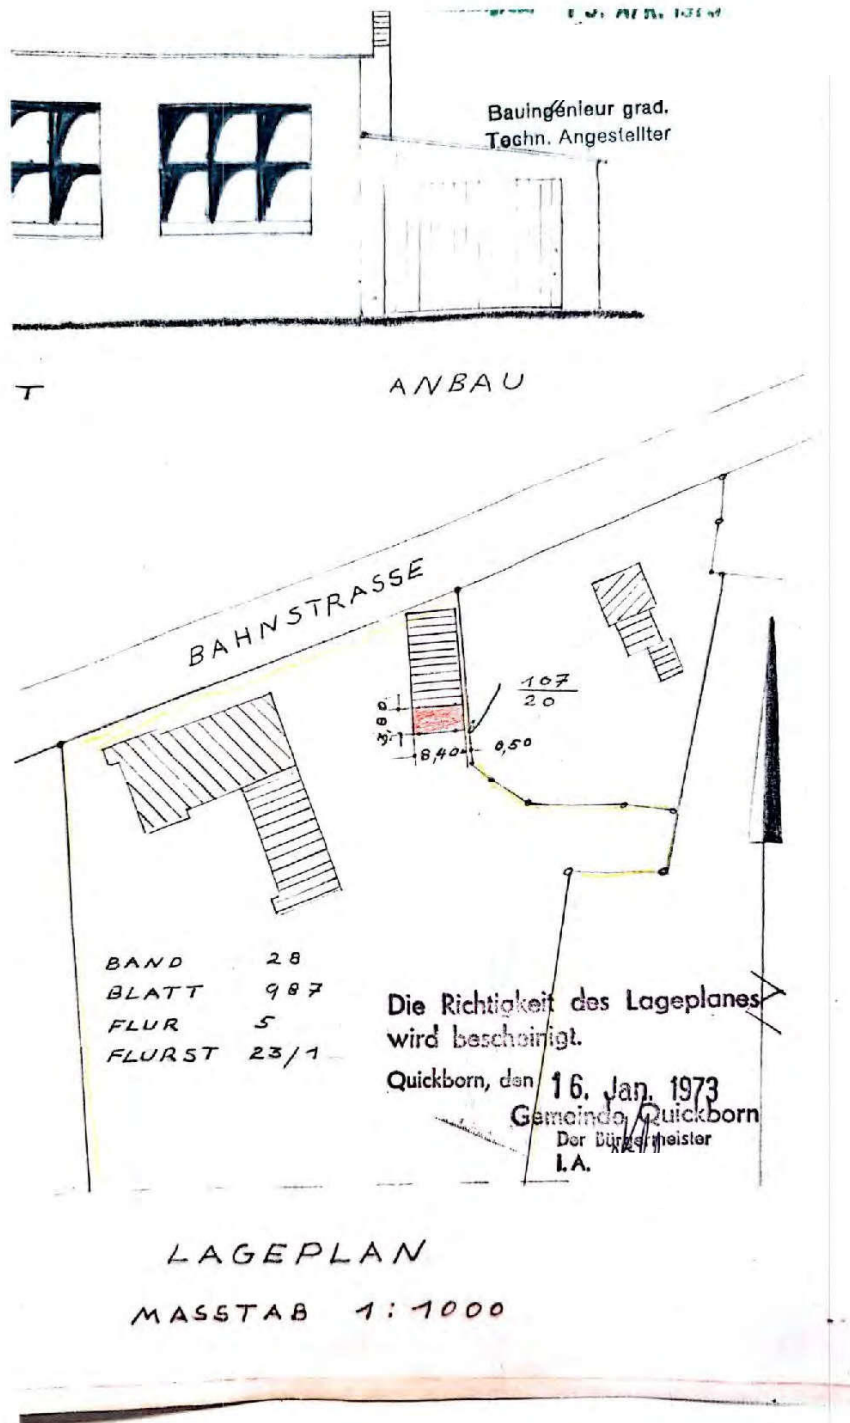 Bauingenieur grad.
Techn. Angestellter
T
ANBAU
BAHNSTRASSE
107
20
3,80
8,40
0,50
BAND 28
BLATT 987
FLUR 5
FLURST 23/1
Die Richtigkeit des Lageplanes
wird bescheinigt.
Quickborn, den 16. Jan. 1973
Gemeinde Quickborn
Der Bürgermeister
I.A.
LAGEPLAN
MASSTAB 1:1000